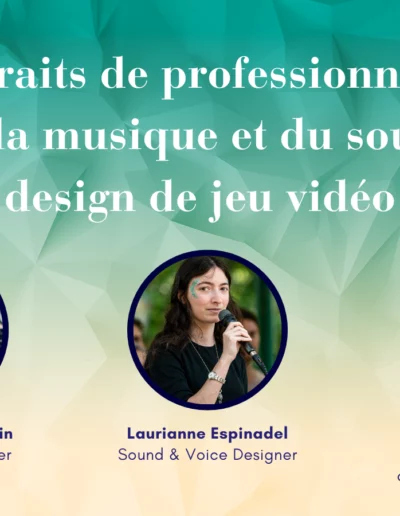 raits de professionn
la musique et du sou
design de jeu vidéo
in
Laurianne Espinadel
er
Sound & Voice Designer